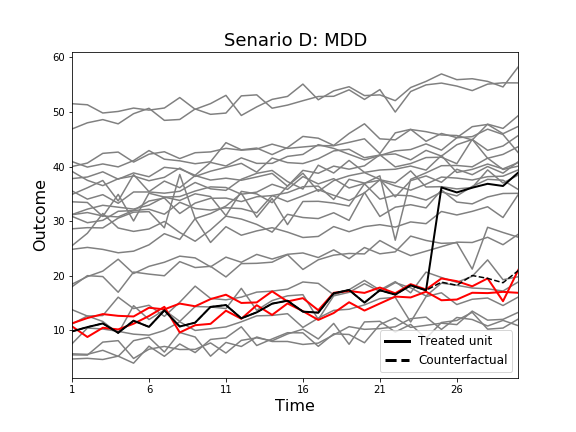 Senario D: MDD
Outcome
60
50
40
30
20
10
1 6 11 16 21 26
Time
Treated unit
Counterfactual